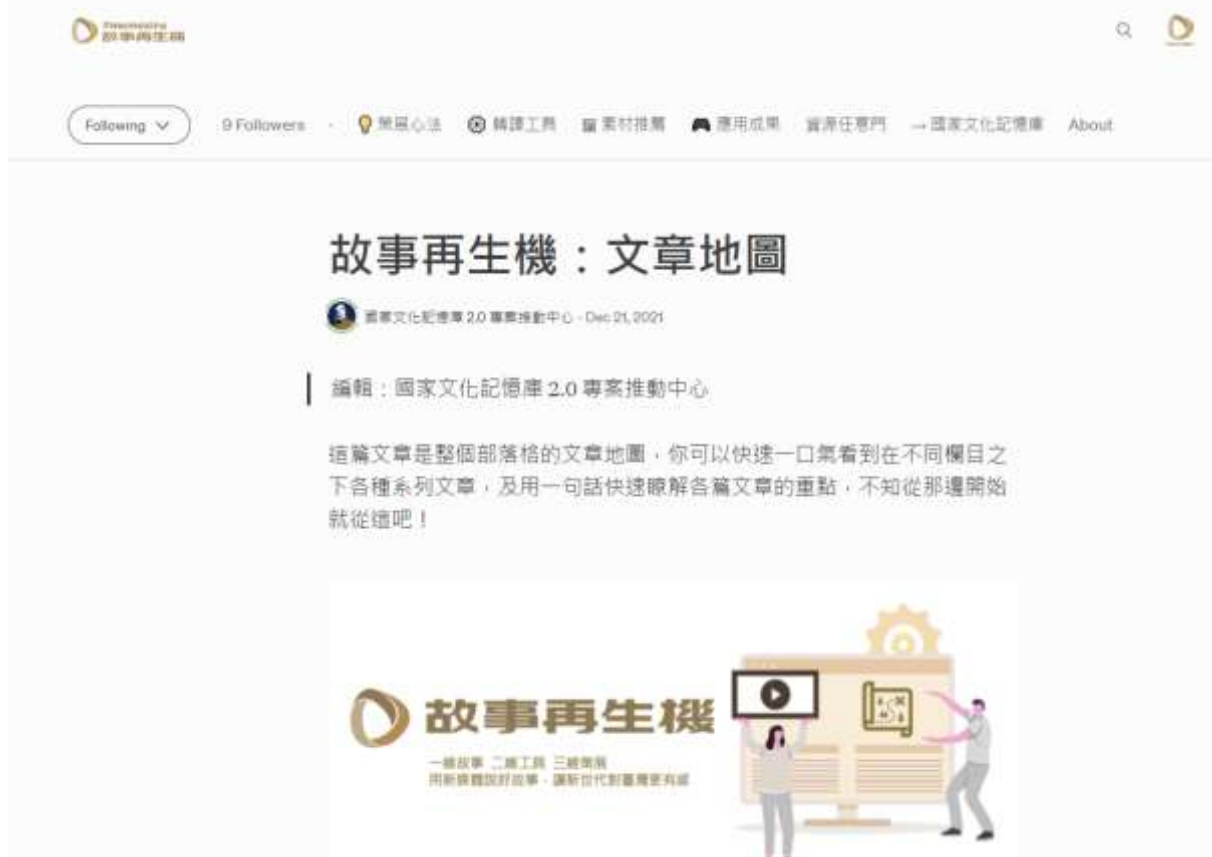 故事再生機
Following
9 Followers
策展心法
轉譯工具
素材推薦
應用成果
資源任意門
→國家文化記憶庫
About
故事再生機：文章地圖
國家文化記憶庫 2.0 專案推動中心 · Dec 21, 2021
編輯：國家文化記憶庫 2.0 專案推動中心
這篇文章是整個部落格的文章地圖，你可以快速一口氣看到在不同欄目之
下各種系列文章，及用一句話快速瞭解各篇文章的重點，不知從那邊開始
就從這吧！
故事再生機
一維故事 二維工具 三維策展
用新媒體說好故事，讓新世代對臺灣更有感